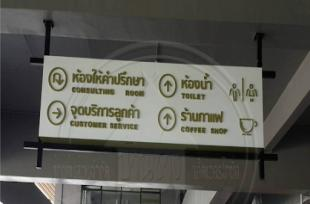 ห้องให้คำปรึกษา
CONSULTING ROOM
ห้องน้ำ
TOILET
จุดบริการลูกค้า
CUSTOMER SERVICE
ร้านกาแฟ
COFFEE SHOP